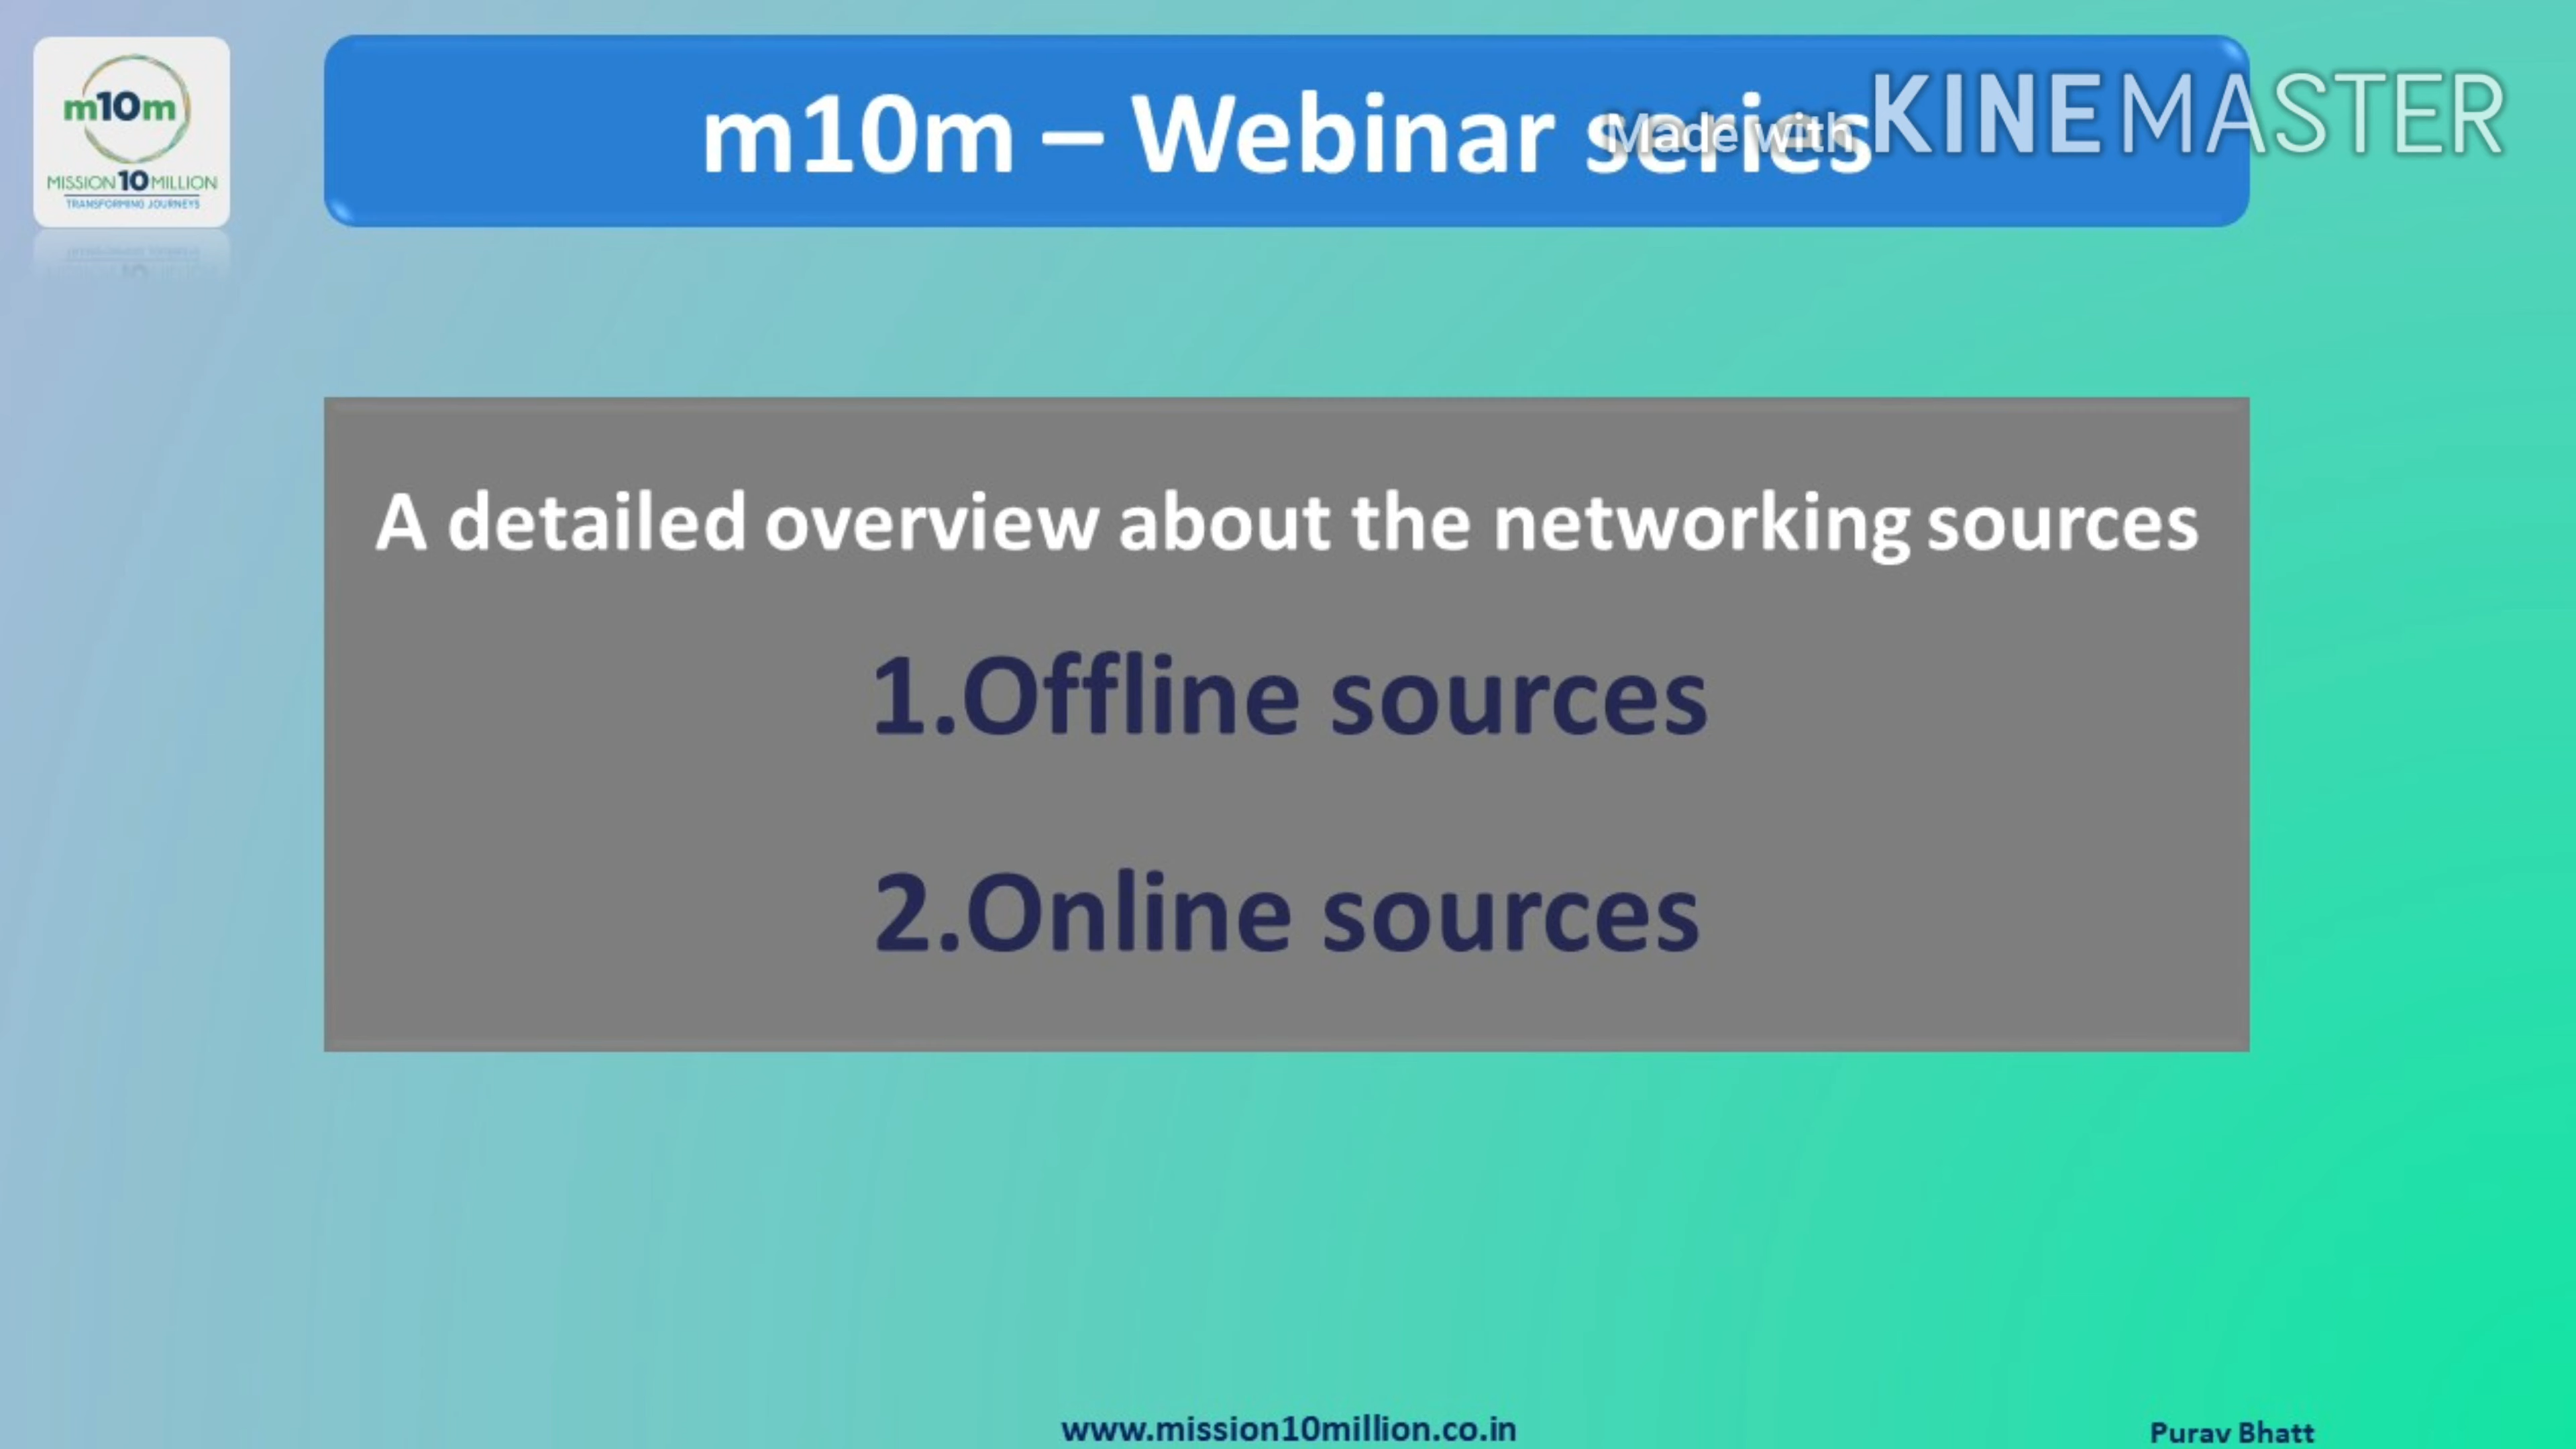 m10m
MISSION 10 MILLION
TRANSFORMING JOURNEYS
m10m – Webinar series
Made with KINEMASTER
A detailed overview about the networking sources
1.Offline sources
2.Online sources
www.mission10million.co.in
Purav Bhatt